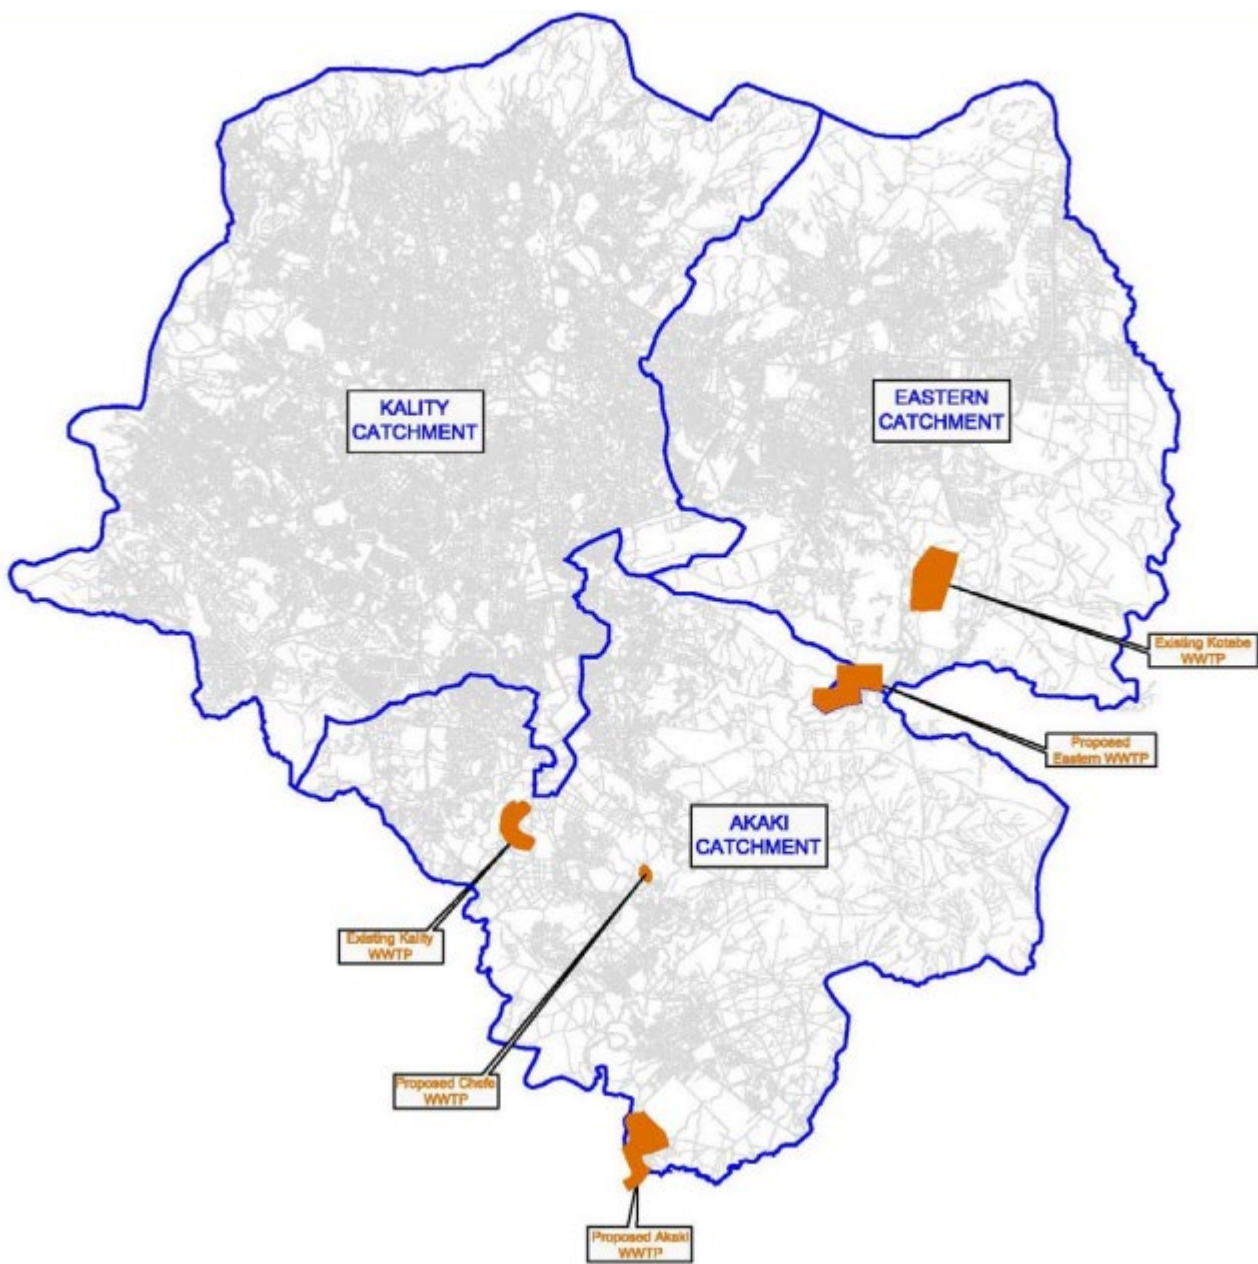 KALITY
CATCHMENT
EASTERN
CATCHMENT
Existing Kotebe
WWTP
Proposed
Eastern WWTP
AKAKI
CATCHMENT
Existing Kality
WWTP
Proposed Chefe
WWTP
Proposed Akaki
WWTP